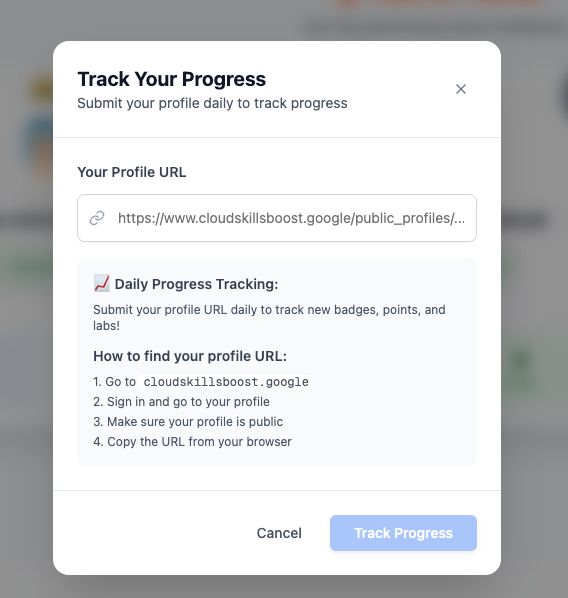 Track Your Progress
Submit your profile daily to track progress
Your Profile URL
https://www.cloudskillsboost.google/public_profiles/...
Daily Progress Tracking:
Submit your profile URL daily to track new badges, points, and
labs!
How to find your profile URL:
1. Go to cloudskillsboost.google
2. Sign in and go to your profile
3. Make sure your profile is public
4. Copy the URL from your browser
Cancel
Track Progress